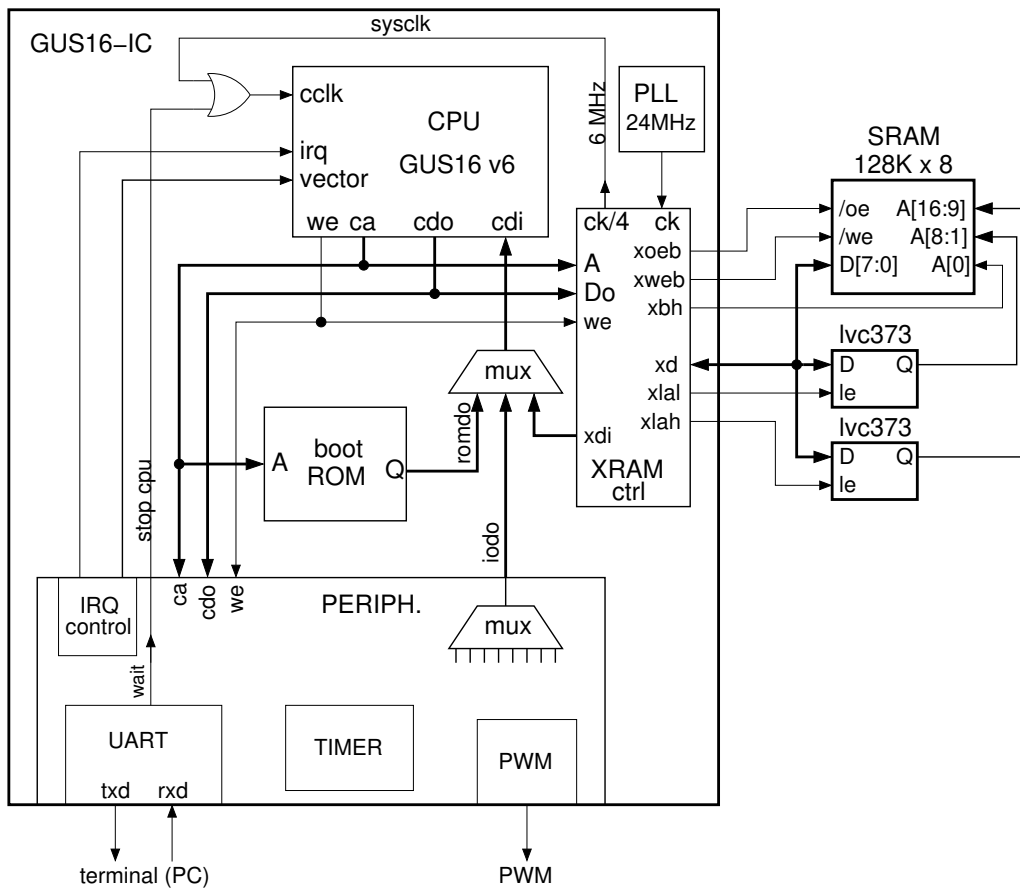 GUS16−IC
sysclk
cclk
irq
vector
CPU
GUS16 v6
we
ca
cdo
cdi
6 MHz
PLL
24MHz
ck/4
ck
A
Do
we
xoeb
xweb
xbh
xd
xlal
xlah
xdi
XRAM
ctrl
SRAM
128K x 8
/oe
A[16:9]
/we
A[8:1]
D[7:0]
A[0]
lvc373
D
Q
le
lvc373
D
Q
le
mux
romdo
iodo
A
boot
ROM
Q
stop cpu
ca
cdo
we
IRQ
control
PERIPH.
mux
wait
UART
txd
rxd
TIMER
PWM
terminal (PC)
PWM